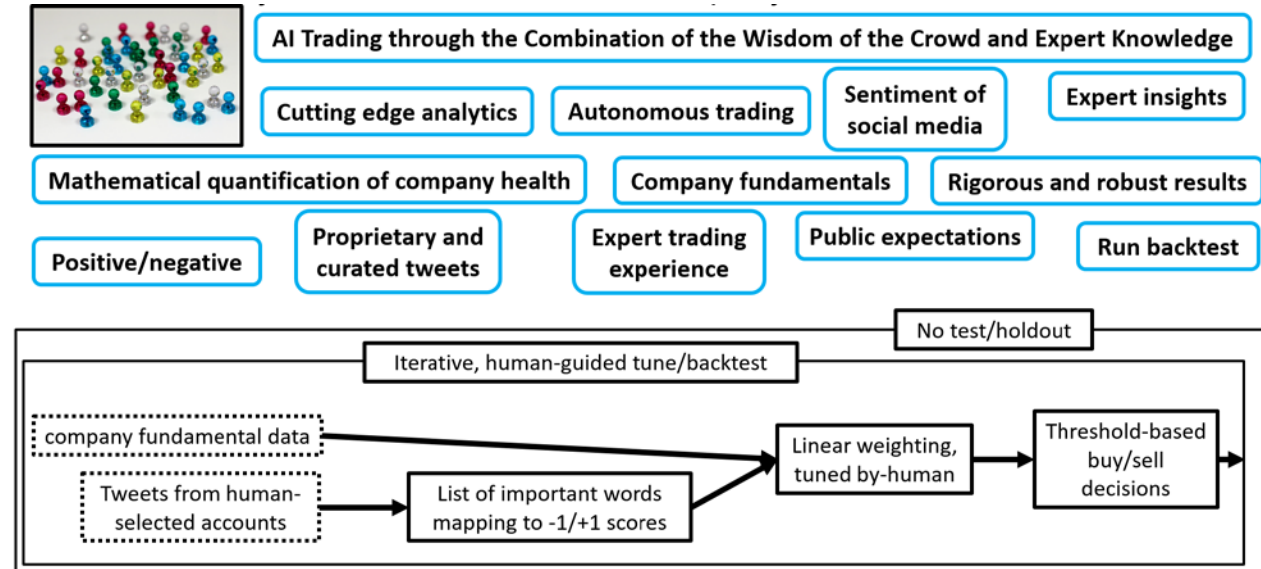 AI Trading through the Combination of the Wisdom of the Crowd and Expert Knowledge
Cutting edge analytics
Autonomous trading
Sentiment of
social media
Expert insights
Mathematical quantification of company health
Company fundamentals
Rigorous and robust results
Positive/negative
Proprietary and
curated tweets
Expert trading
experience
Public expectations
Run backtest
No test/holdout
Iterative, human-guided tune/backtest
company fundamental data
Tweets from human-
selected accounts
List of important words
mapping to -1/+1 scores
Linear weighting,
tuned by-human
Threshold-based
buy/sell
decisions